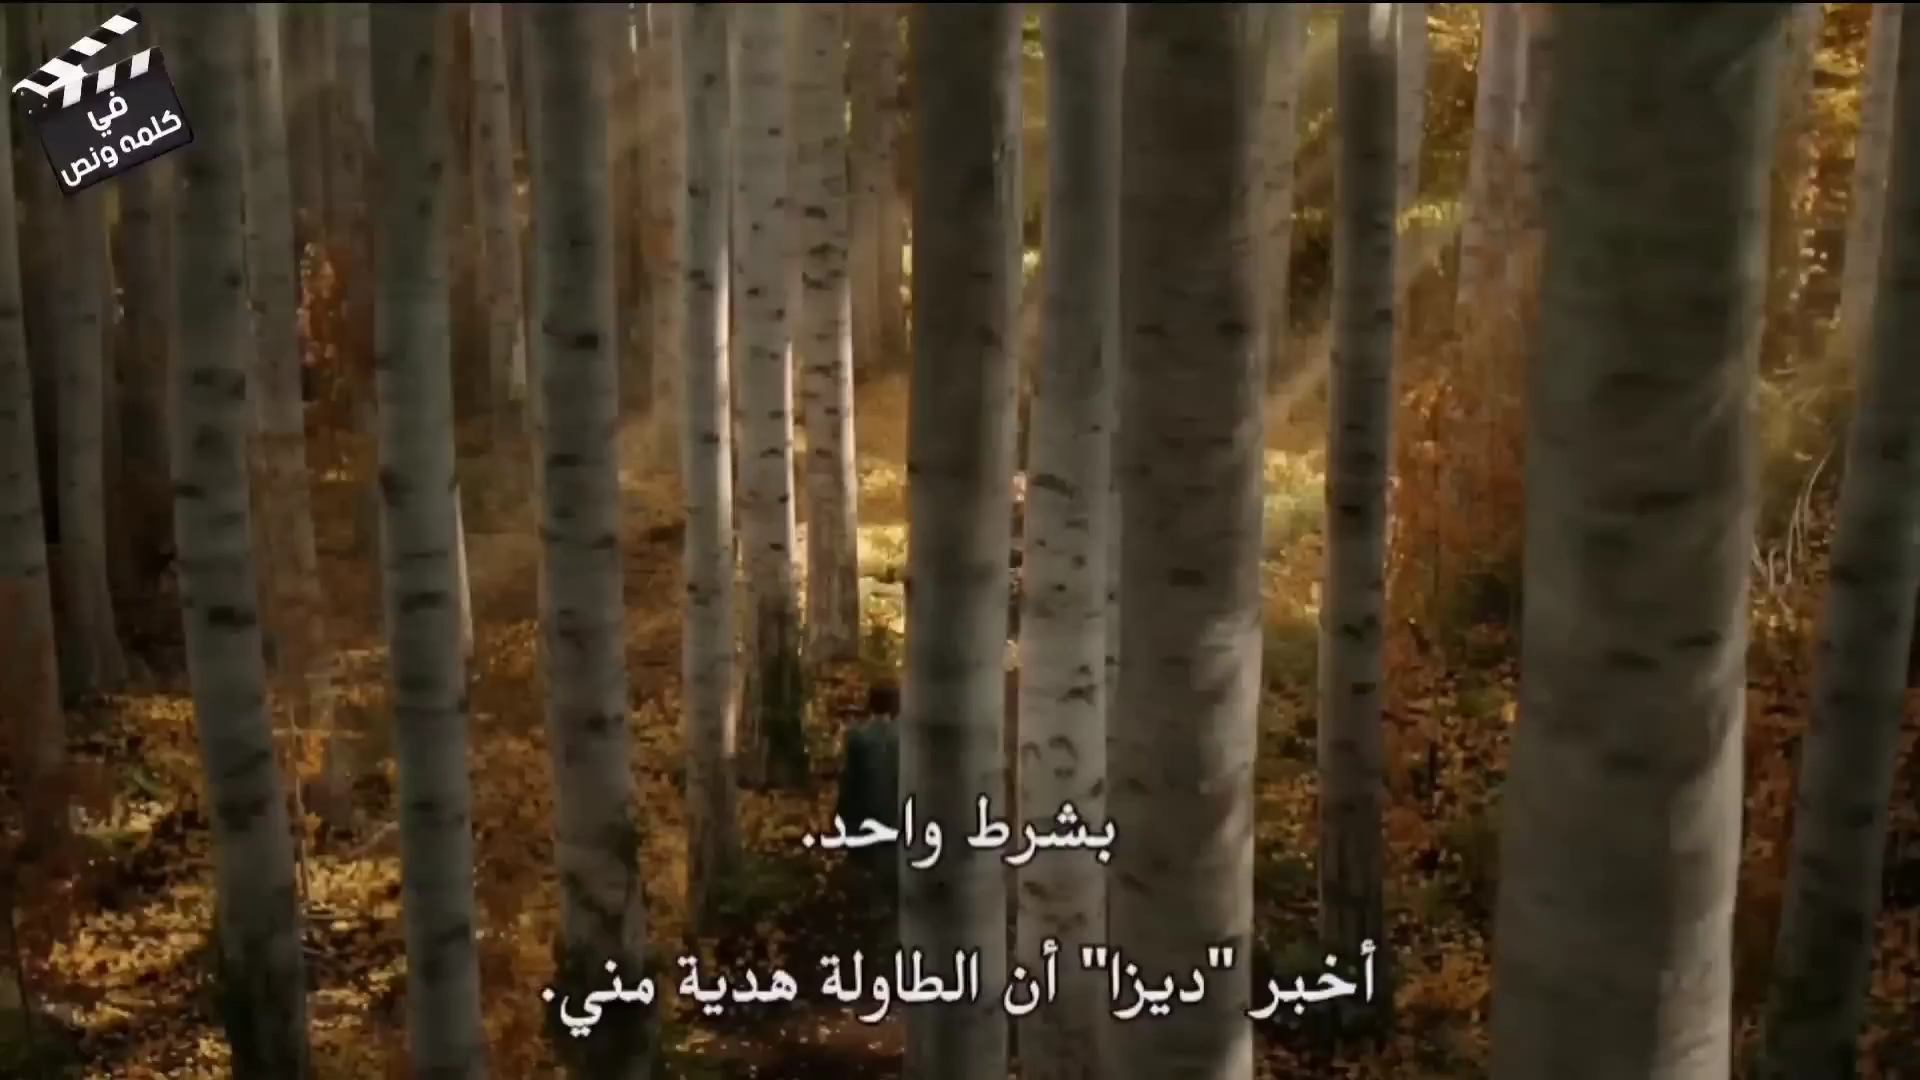 في
كلمه ونص
بشرط واحد.
أخبر "ديزا" أن الطاولة هدية مني.